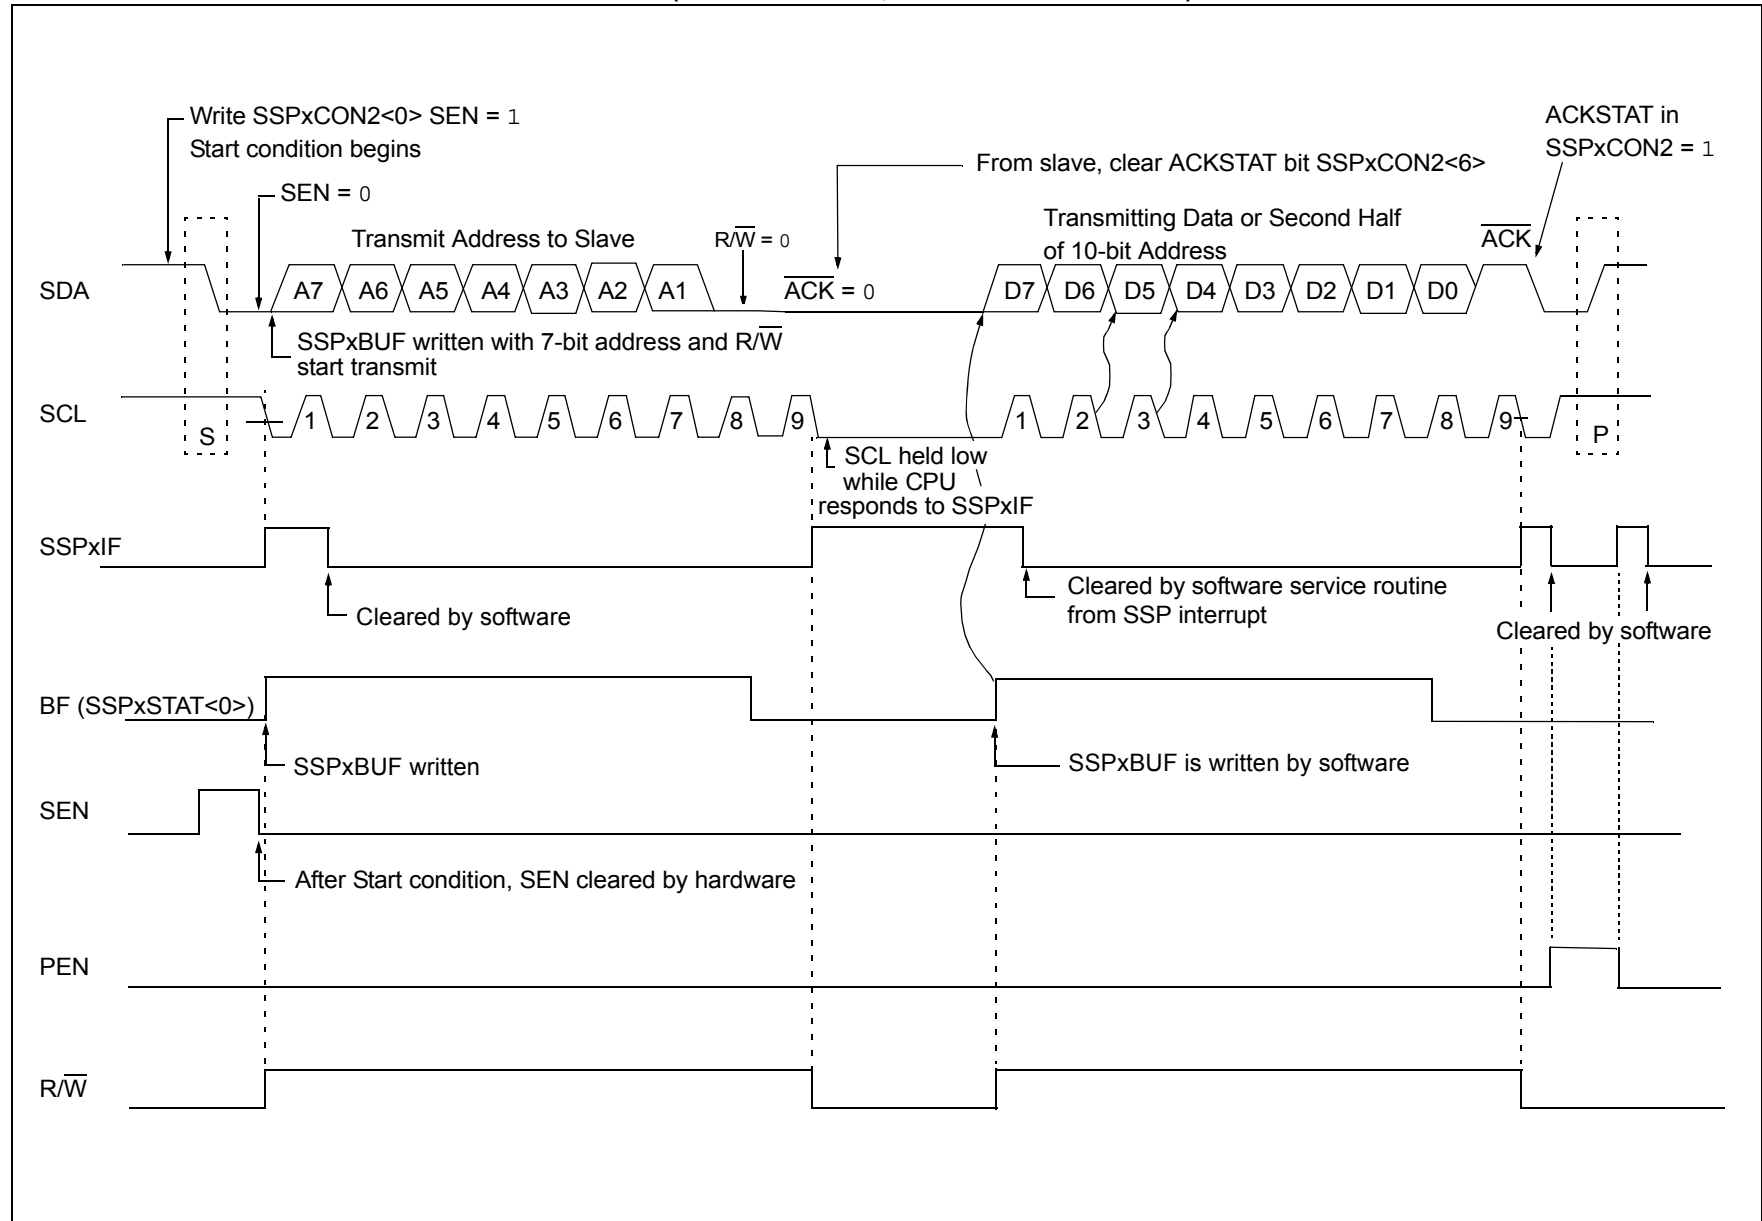 Write SSPxCON2<0> SEN = 1
Start condition begins
ACKSTAT in
SSPxCON2 = 1
From slave, clear ACKSTAT bit SSPxCON2<6>
SEN = 0
Transmit Address to Slave
R/W̅ = 0
Transmitting Data or Second Half
of 10-bit Address
A̅C̅K̅
SDA
A7 A6 A5 A4 A3 A2 A1
A̅C̅K̅ = 0
D7 D6 D5 D4 D3 D2 D1 D0
SSPxBUF written with 7-bit address and R/W̅
start transmit
SCL
S
1 2 3 4 5 6 7 8 9
1 2 3 4 5 6 7 8 9
P
SCL held low
while CPU
responds to SSPxIF
SSPxIF
Cleared by software
Cleared by software service routine
from SSP interrupt
Cleared by software
BF (SSPxSTAT<0>)
SSPxBUF written
SSPxBUF is written by software
SEN
After Start condition, SEN cleared by hardware
PEN
R/W̅